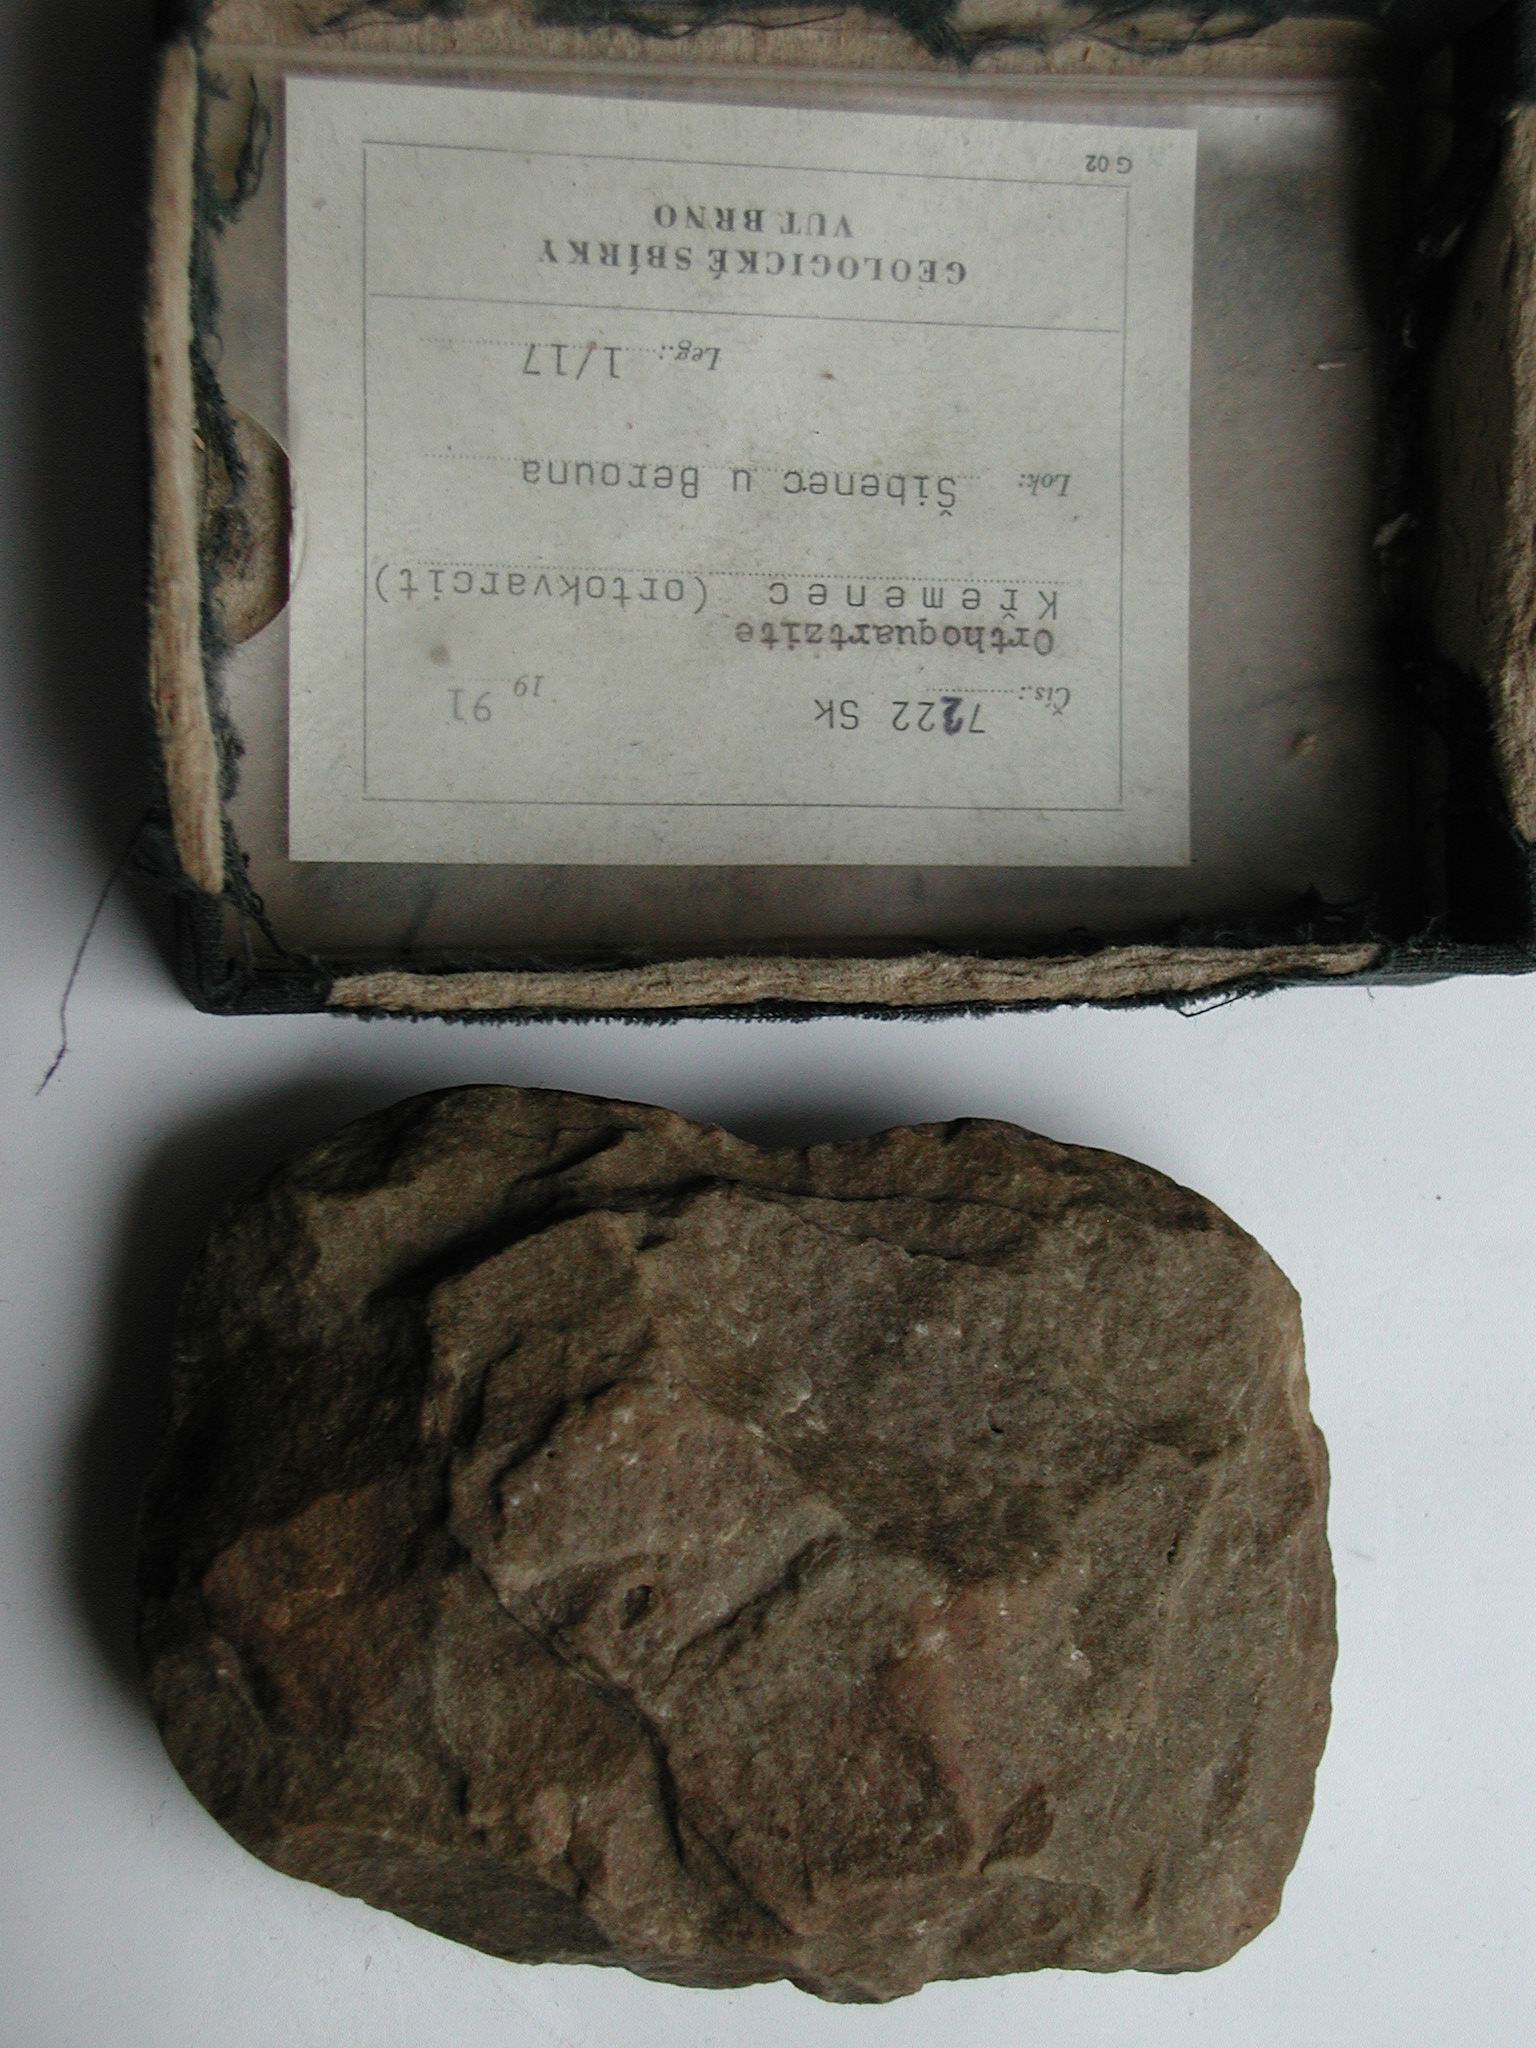 Čís.: 7222 Sk 19 91
Orthoquartzite
Křemenec (ortokvarcit)
Lok: Šibenec u Berouna
Leg.: 1/17
GEOLOGICKÉ SBÍRKY
VUT BRNO
G 02